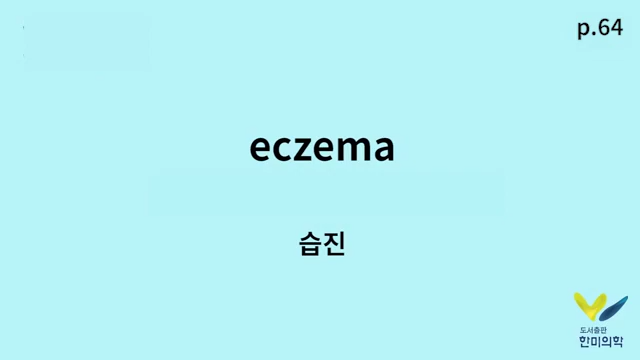 p.64
eczema
습진
도서출판
한미의학